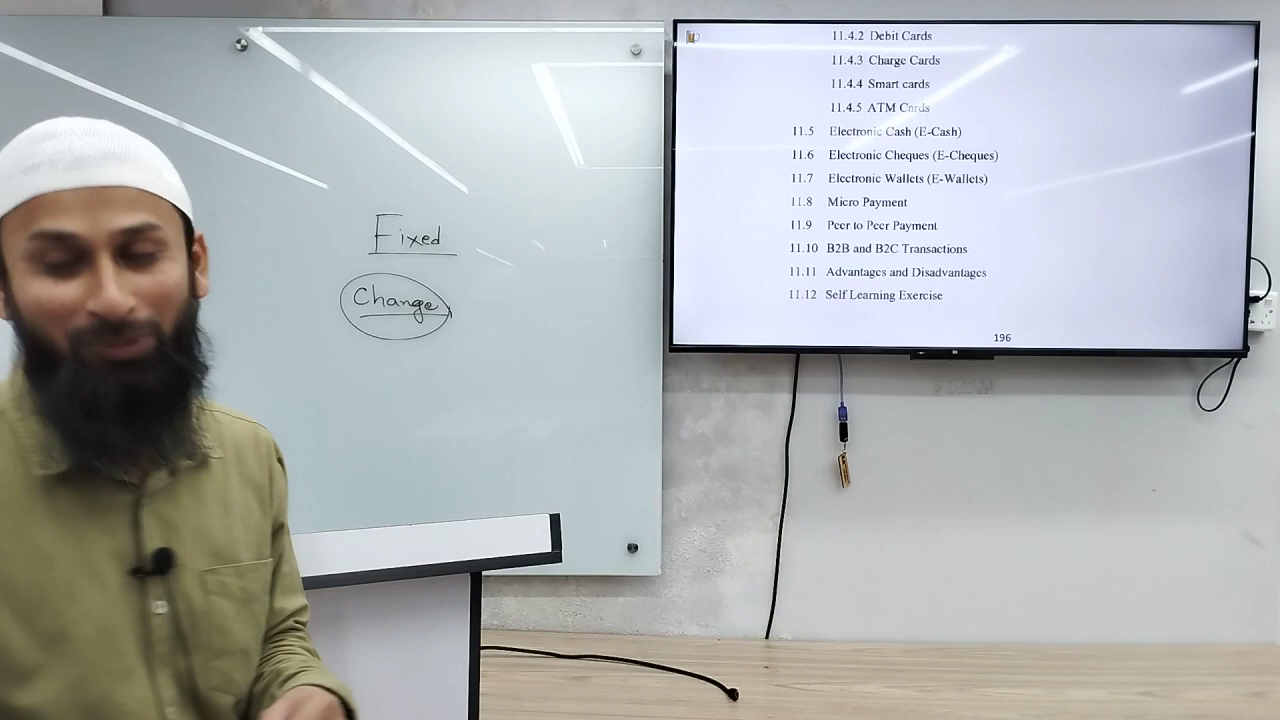 Fixed
Change
11.4.2 Debit Cards
11.4.3 Charge Cards
11.4.4 Smart cards
11.4.5 ATM Cards
11.5 Electronic Cash (E-Cash)
11.6 Electronic Cheques (E-Cheques)
11.7 Electronic Wallets (E-Wallets)
11.8 Micro Payment
11.9 Peer to Peer Payment
11.10 B2B and B2C Transactions
11.11 Advantages and Disadvantages
11.12 Self Learning Exercise
196